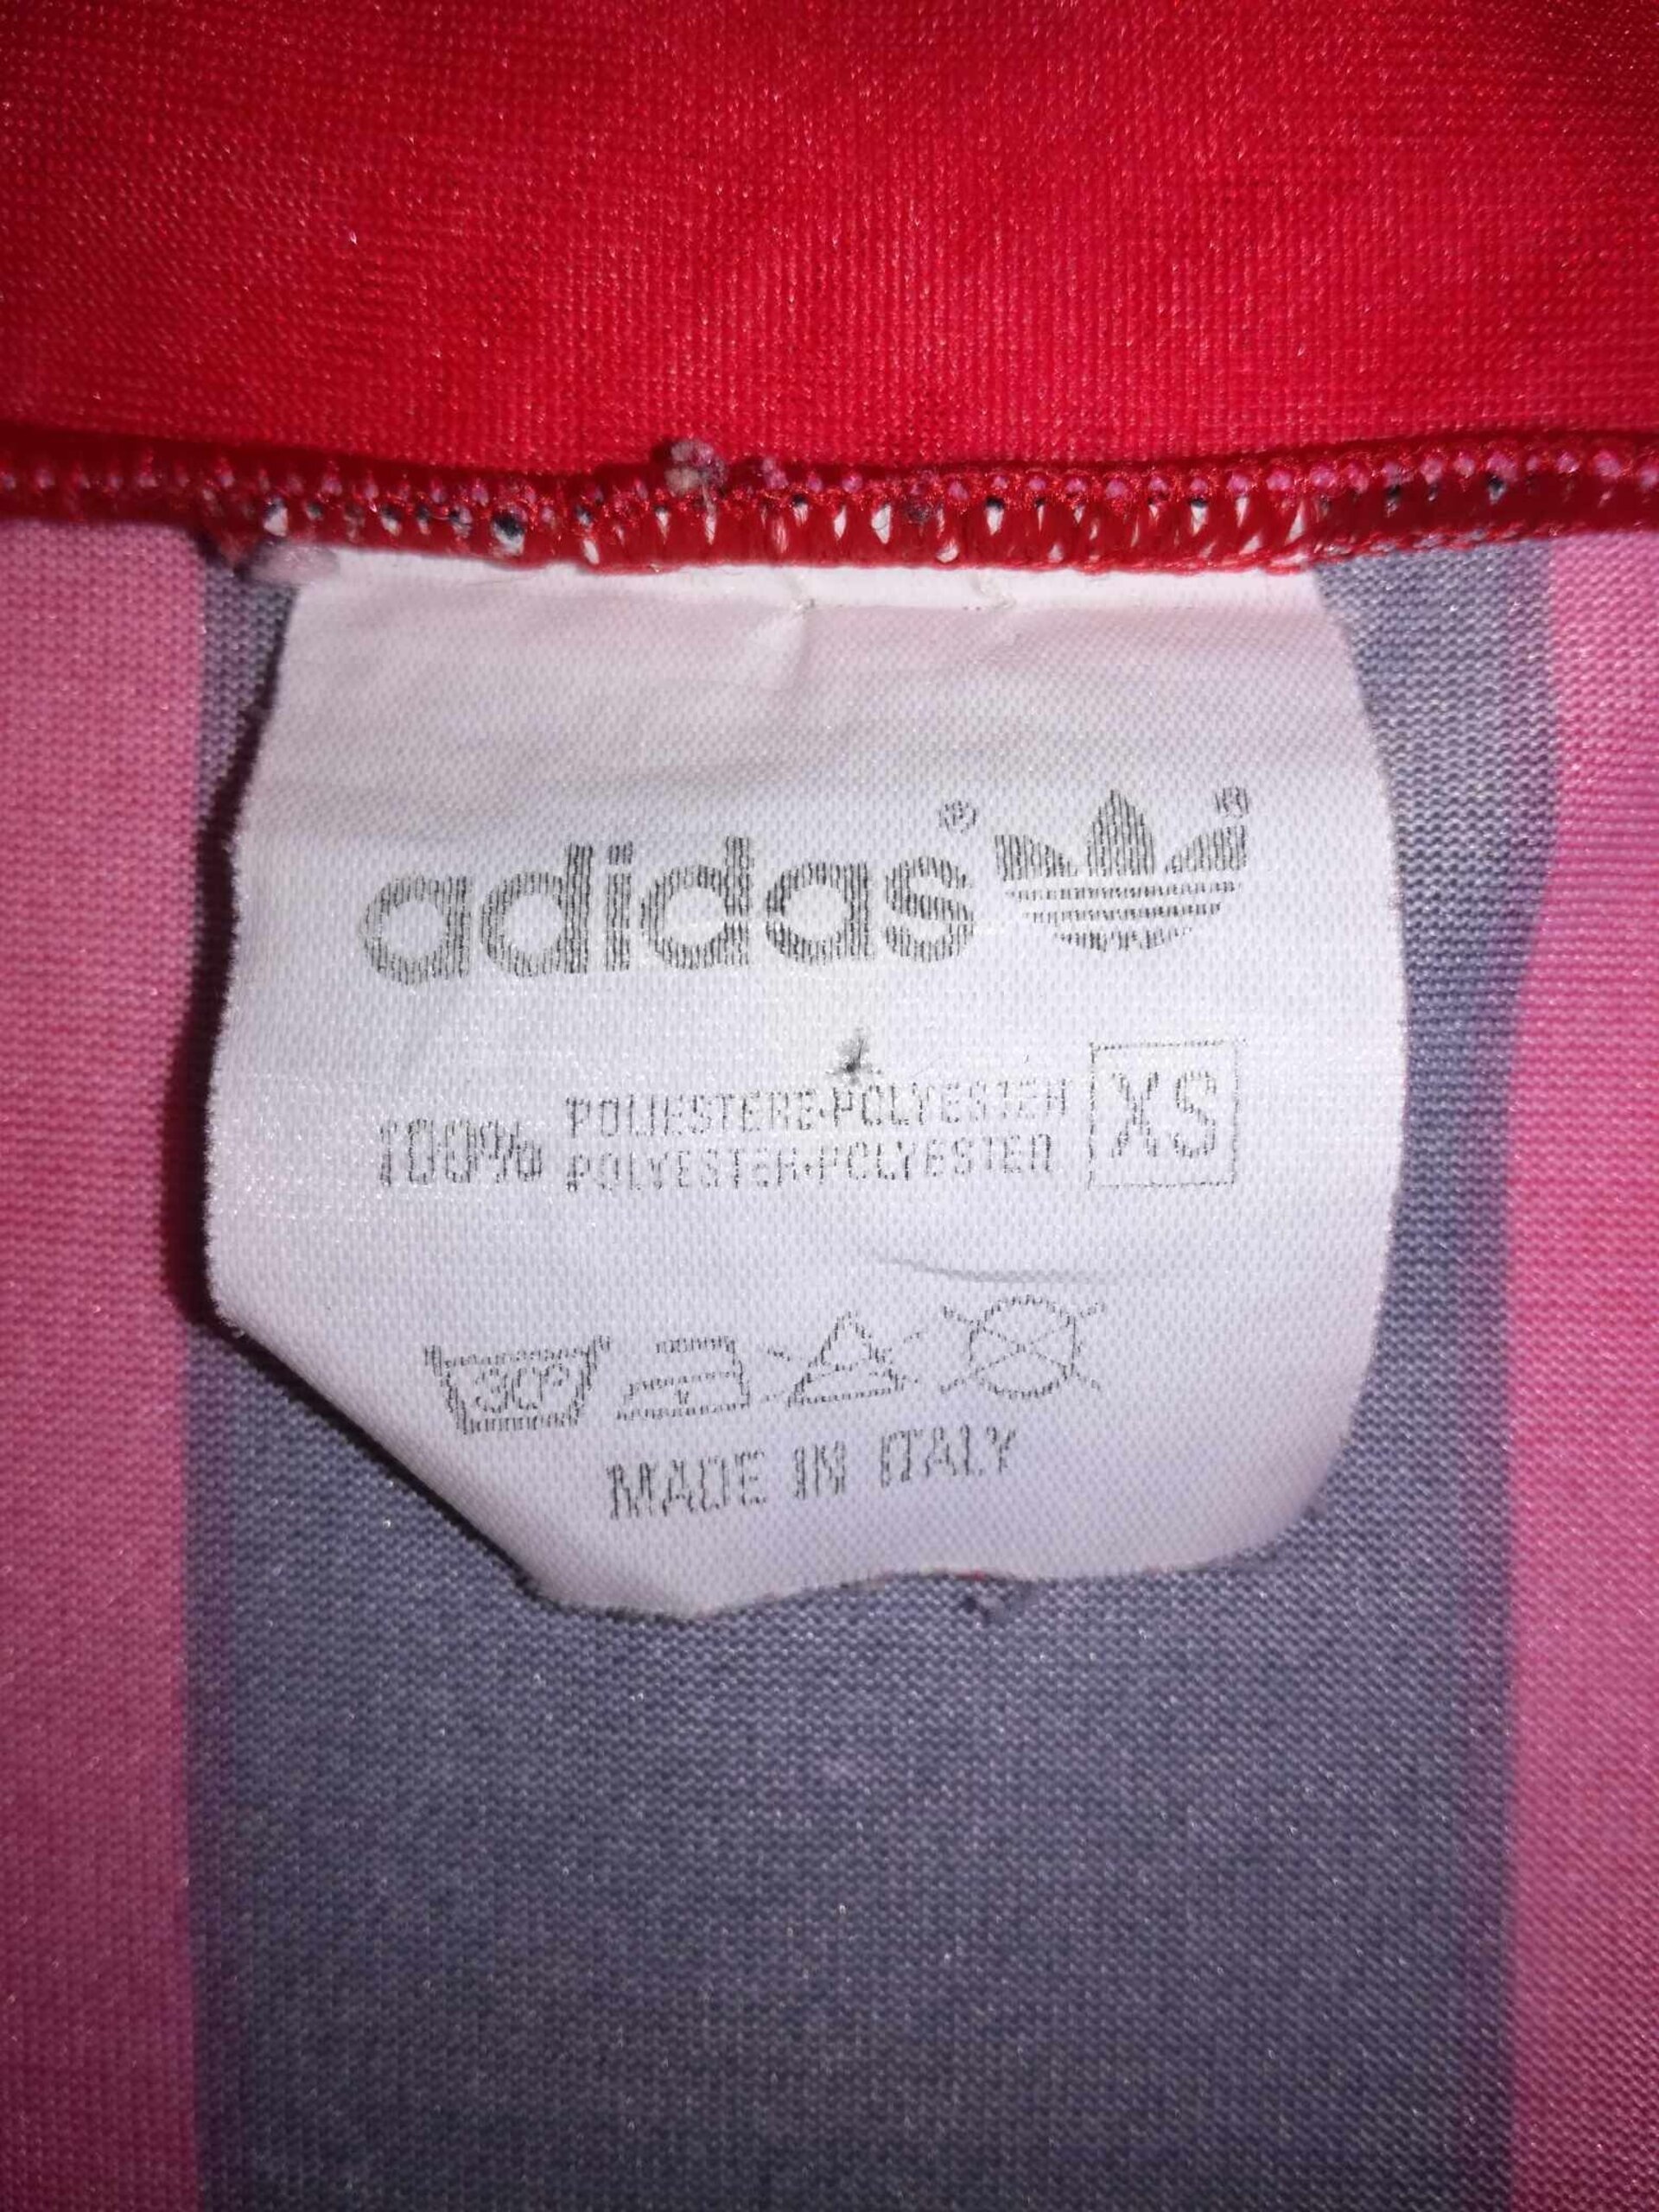 adidas® ®
100% POLIESTERE·POLYESTER XS
POLYESTER·POLYESTER
30°
MADE IN ITALY